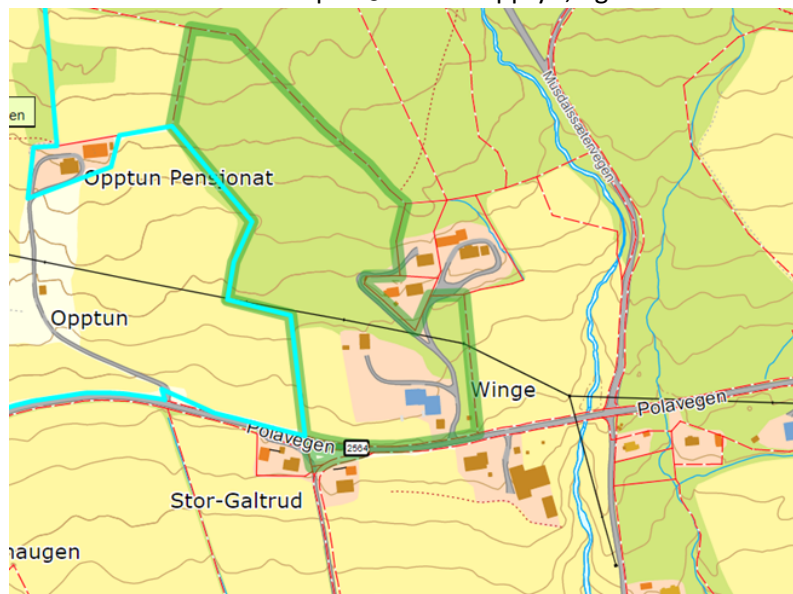 en
Musdalssætervegen
Opptun Pensjonat
Opptun
Winge
Polavegen
Polavegen
2564
Stor-Galtrud
haugen